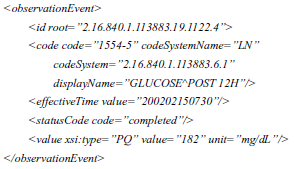 <observationEvent>
<id root="2.16.840.1.113883.19.1122.4"/>
<code code="1554-5" codeSystemName="LN"
codeSystem="2.16.840.1.113883.6.1"
displayName="GLUCOSE^POST 12H"/>
<effectiveTime value="200202150730"/>
<statusCode code="completed"/>
<value xsi:type="PQ" value="182" unit="mg/dL"/>
</observationEvent>